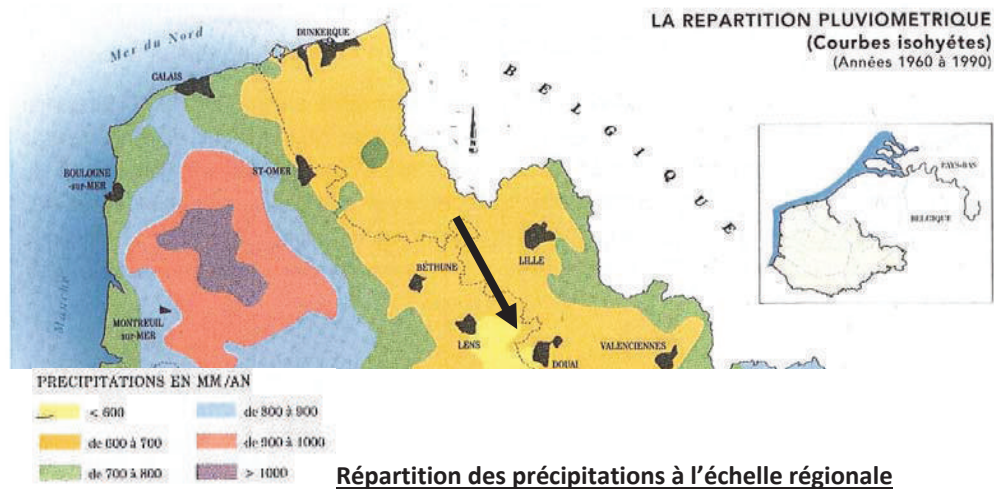 LA REPARTITION PLUVIOMETRIQUE
(Courbes isohyétes)
(Années 1960 à 1990)
Mer du Nord
DUNKERQUE
CALAIS
BELGIQUE
BOULOGNE
-sur-MER
ST-OMER
PAYS-BAS
BELGIQUE
LILLE
BÉTHUNE
Manche
MONTREUIL
sur-MER
LENS
DOUAI
VALENCIENNES
PRECIPITATIONS EN MM/AN
< 600
de 800 à 900
de 600 à 700
de 900 à 1000
de 700 à 800
> 1000
Répartition des précipitations à l’échelle régionale